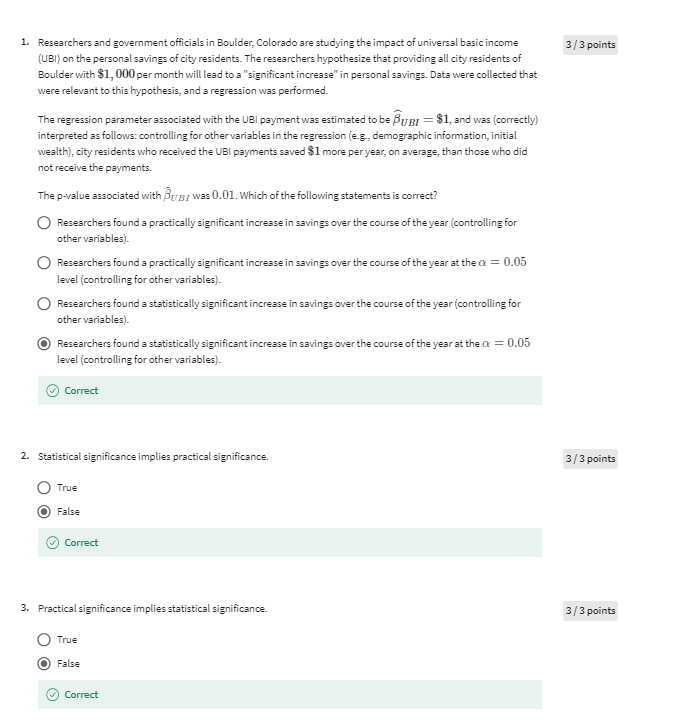 1. Researchers and government officials in Boulder, Colorado are studying the impact of universal basic income
3 / 3 points
(UBI) on the personal savings of city residents. The researchers hypothesize that providing all city residents of
Boulder with $1,000 per month will lead to a "significant increase" in personal savings. Data were collected that
were relevant to this hypothesis, and a regression was performed.
The regression parameter associated with the UBI payment was estimated to be β̂_UBI = $1, and was (correctly)
interpreted as follows: controlling for other variables in the regression (e.g., demographic information, initial
wealth), city residents who received the UBI payments saved $1 more per year, on average, than those who did
not receive the payments.
The p-value associated with β̂_UBI was 0.01. Which of the following statements is correct?
Researchers found a practically significant increase in savings over the course of the year (controlling for
other variables).
Researchers found a practically significant increase in savings over the course of the year at the α = 0.05
level (controlling for other variables).
Researchers found a statistically significant increase in savings over the course of the year (controlling for
other variables).
Researchers found a statistically significant increase in savings over the course of the year at the α = 0.05
level (controlling for other variables).
Correct
2. Statistical significance implies practical significance.
3 / 3 points
True
False
Correct
3. Practical significance implies statistical significance.
3 / 3 points
True
False
Correct